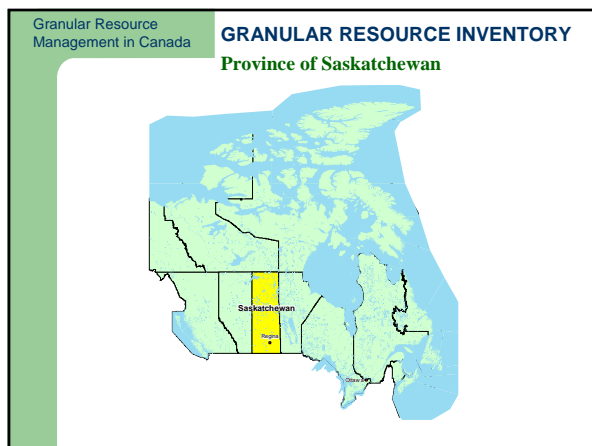 Granular Resource
Management in Canada
GRANULAR RESOURCE INVENTORY
Province of Saskatchewan
Saskatchewan
Regina
Ottawa